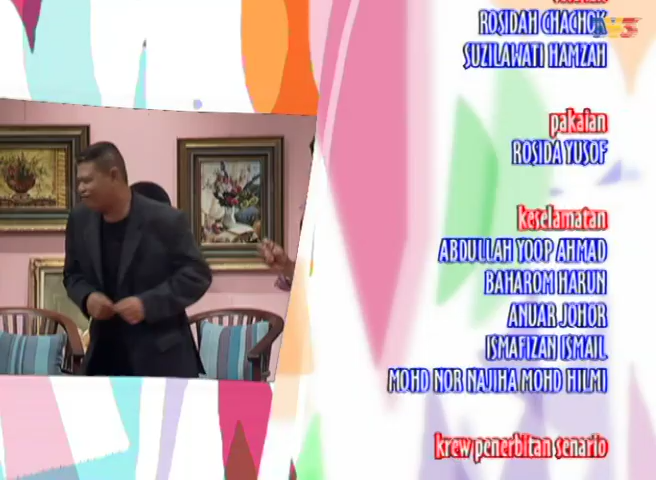 ROSIDAH CHACHOK
SUZILAWATI HAMZAH
pakaian
ROSIDA YUSOF
keselamatan
ABDULLAH YOOP AHMAD
BAHAROM HARUN
ANUAR JOHOR
ISMAFIZAN ISMAIL
MOHD NOR NAJIHA MOHD HILMI
krew penerbitan senario